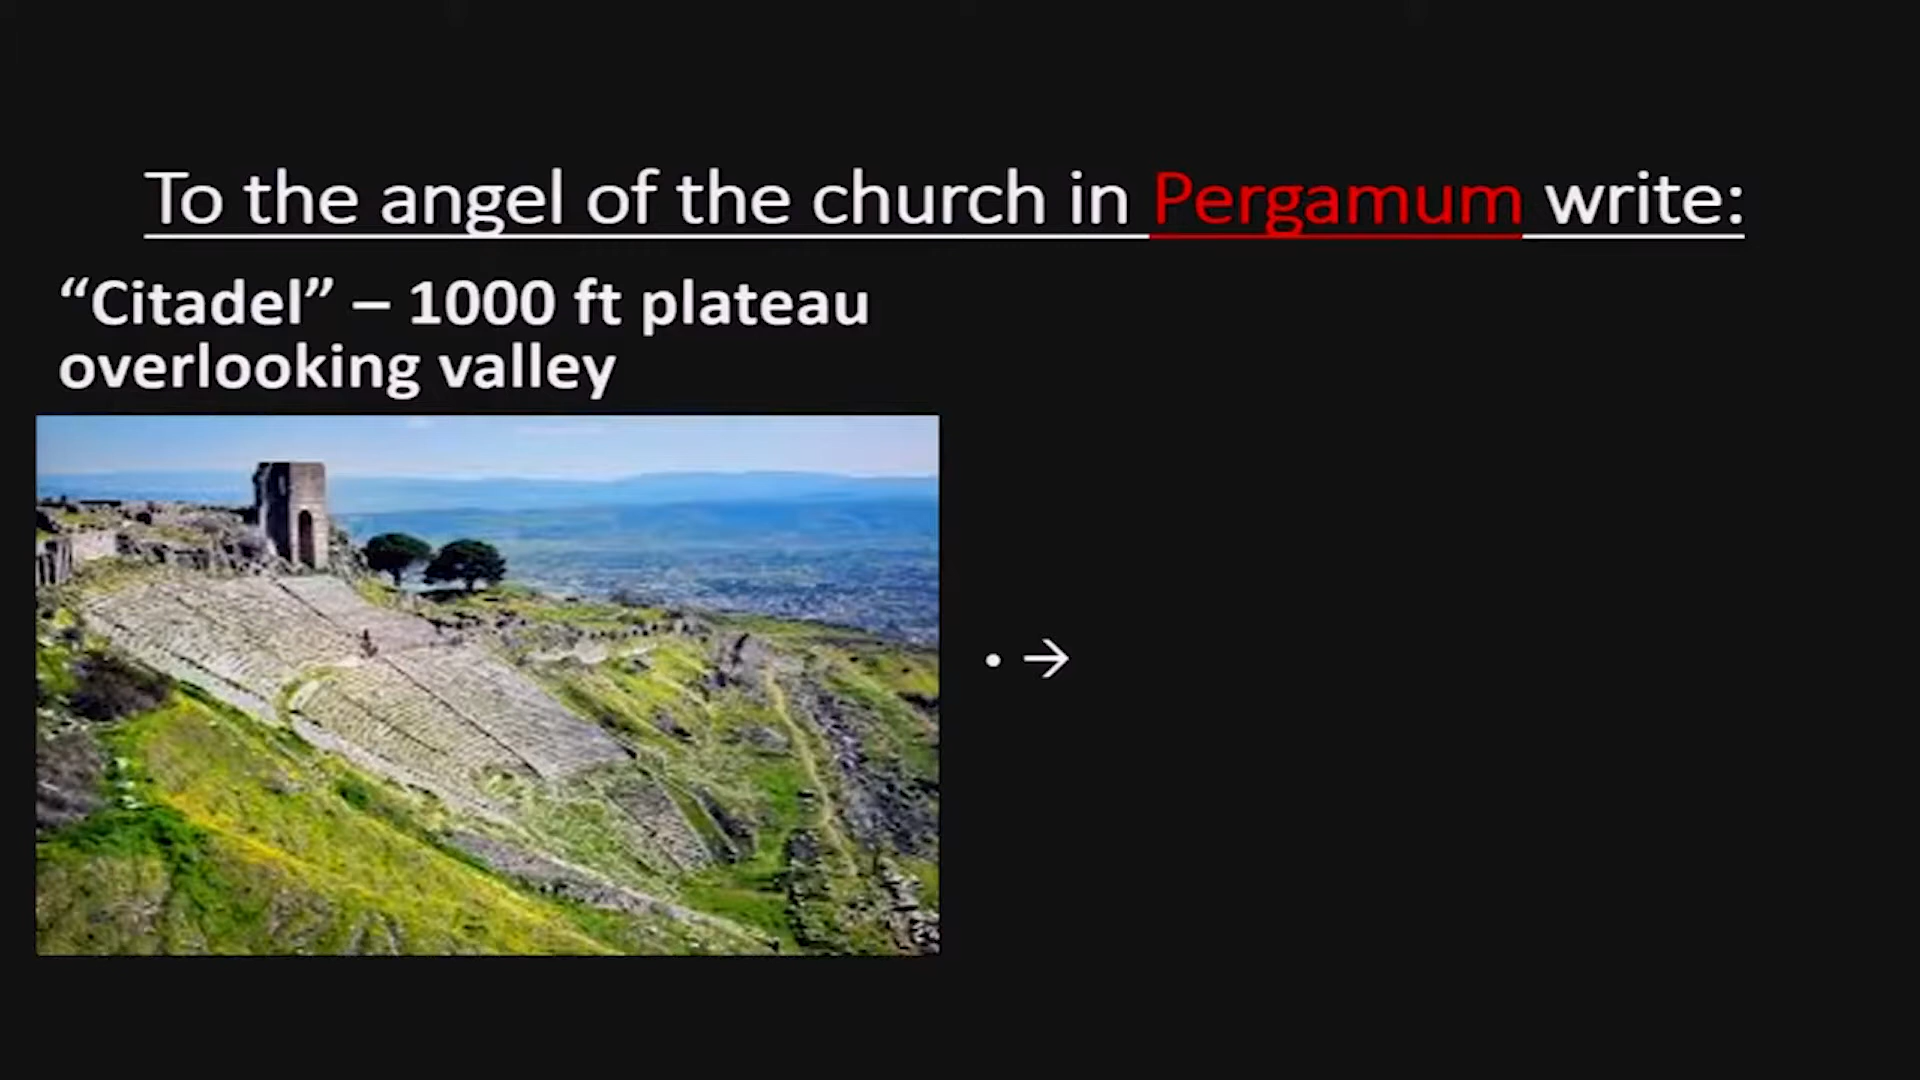 To the angel of the church in Pergamum write:
“Citadel” – 1000 ft plateau
overlooking valley
• →